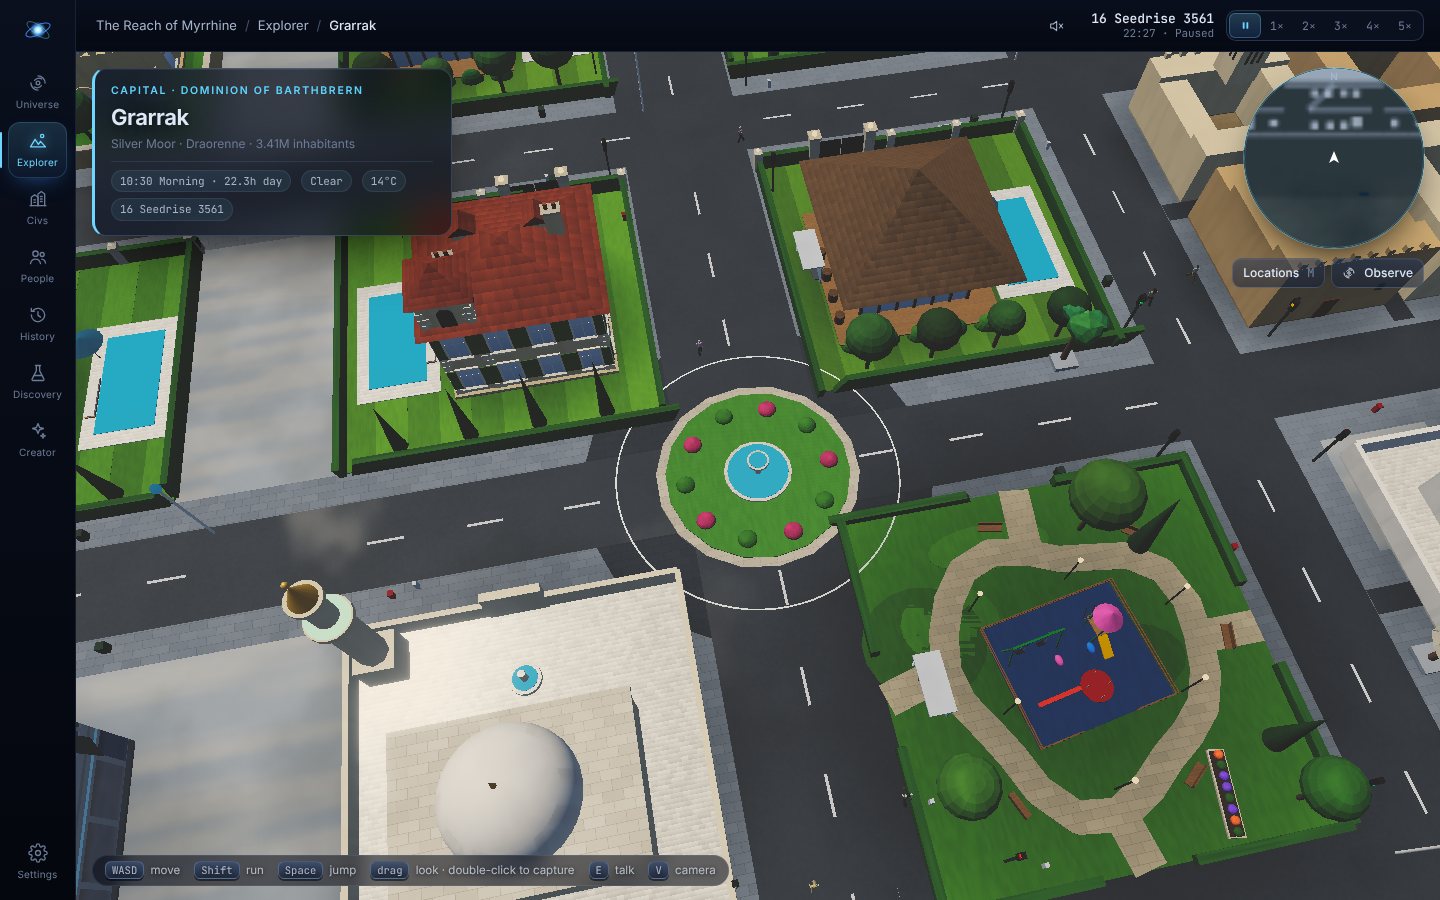 The Reach of Myrrhine / Explorer / Grarrak
16 Seedrise 3561
22:27 · Paused
1×
2×
3×
4×
5×
Universe
Explorer
Civs
People
History
Discovery
Creator
Settings
CAPITAL · DOMINION OF BARTHBRERN
Grarrak
Silver Moor · Draorenne · 3.41M inhabitants
10:30 Morning · 22.3h day
Clear
14°C
16 Seedrise 3561
N
Locations M
Observe
WASD move
Shift run
Space jump
drag look · double-click to capture
E talk
V camera